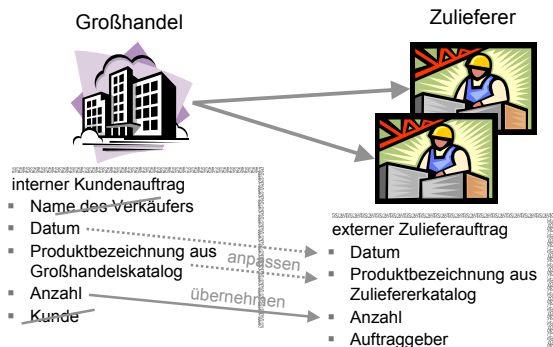 Großhandel
Zulieferer
interner Kundenauftrag
Name des Verkäufers
Datum
Produktbezeichnung aus
Großhandelskatalog
Anzahl
Kunde
anpassen
übernehmen
externer Zulieferauftrag
Datum
Produktbezeichnung aus
Zuliefererkatalog
Anzahl
Auftraggeber